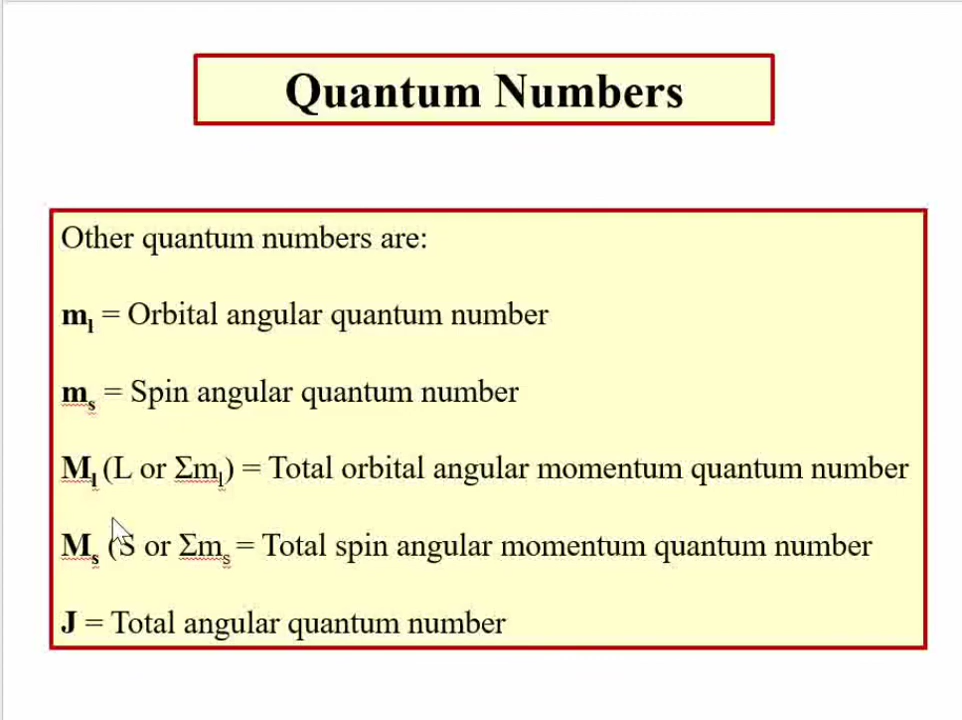 Quantum Numbers
Other quantum numbers are:
mₗ = Orbital angular quantum number
mₛ = Spin angular quantum number
Mₗ (L or Σmₗ) = Total orbital angular momentum quantum number
Mₛ (S or Σmₛ = Total spin angular momentum quantum number
J = Total angular quantum number